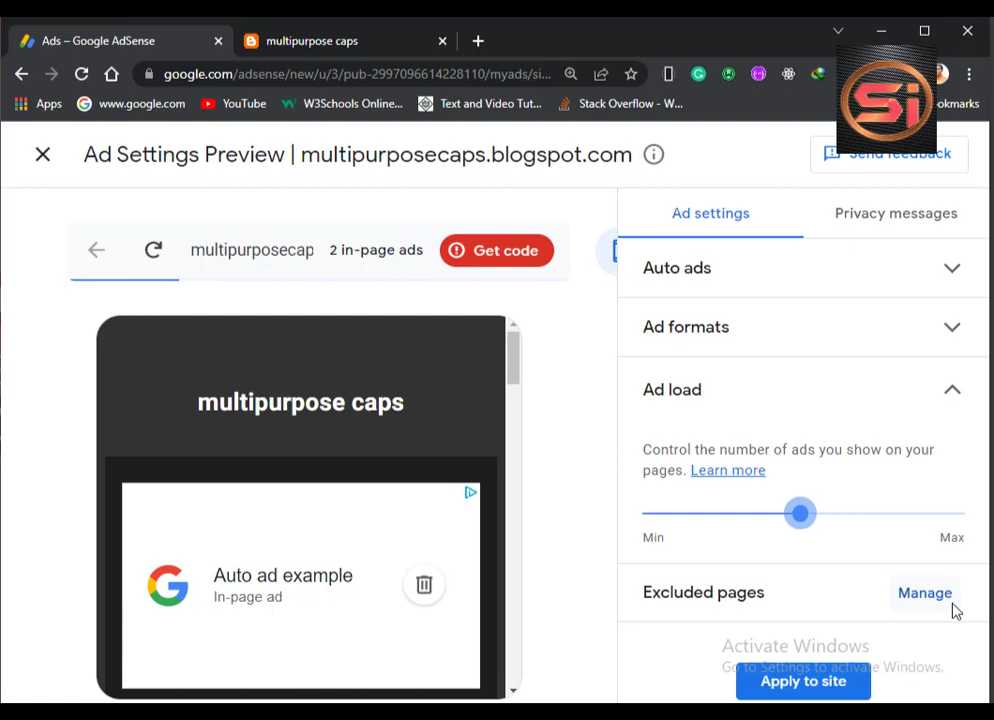 Ads – Google AdSense
multipurpose caps
google.com/adsense/new/u/3/pub-2997096614228110/myads/si...
Apps
www.google.com
YouTube
W3Schools Online...
Text and Video Tut...
Stack Overflow - W...
okmarks
Si
Ad Settings Preview | multipurposecaps.blogspot.com
Send feedback
multipurposecap
2 in-page ads
Get code
Ad settings
Privacy messages
Auto ads
Ad formats
Ad load
Control the number of ads you show on your
pages. Learn more
Min
Max
Excluded pages
Manage
multipurpose caps
Auto ad example
In-page ad
Activate Windows
Go to Settings to activate Windows.
Apply to site